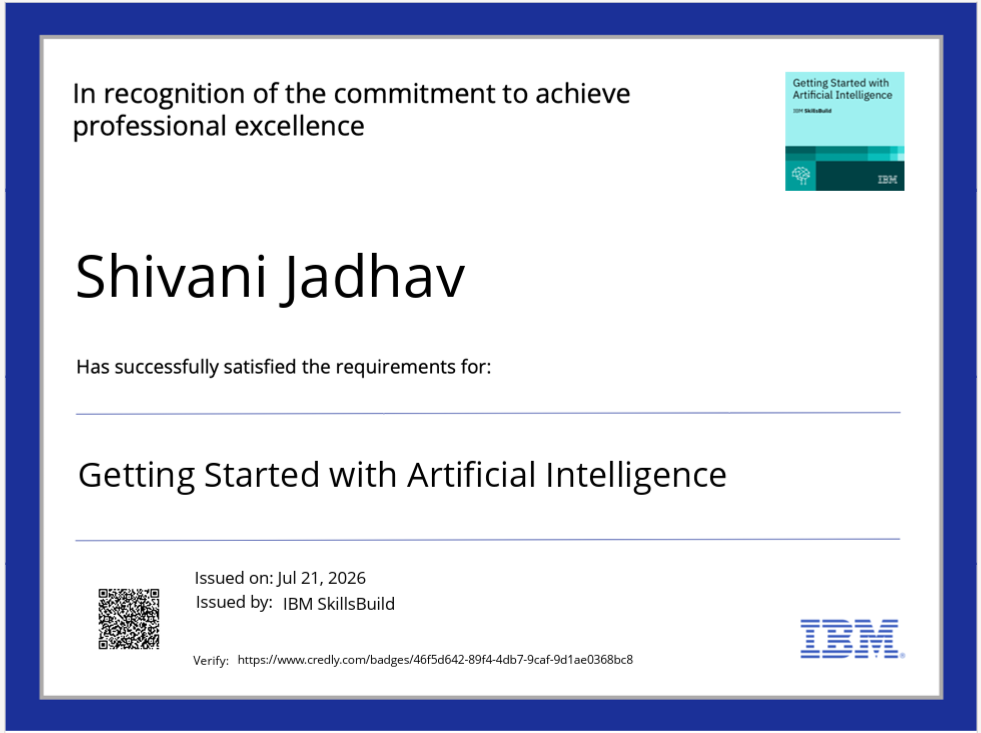 In recognition of the commitment to achieve
professional excellence
Getting Started with
Artificial Intelligence
IBM SkillsBuild
IBM
Shivani Jadhav
Has successfully satisfied the requirements for:
Getting Started with Artificial Intelligence
Issued on: Jul 21, 2026
Issued by: IBM SkillsBuild
Verify: https://www.credly.com/badges/46f5d642-89f4-4db7-9caf-9d1ae0368bc8
IBM®